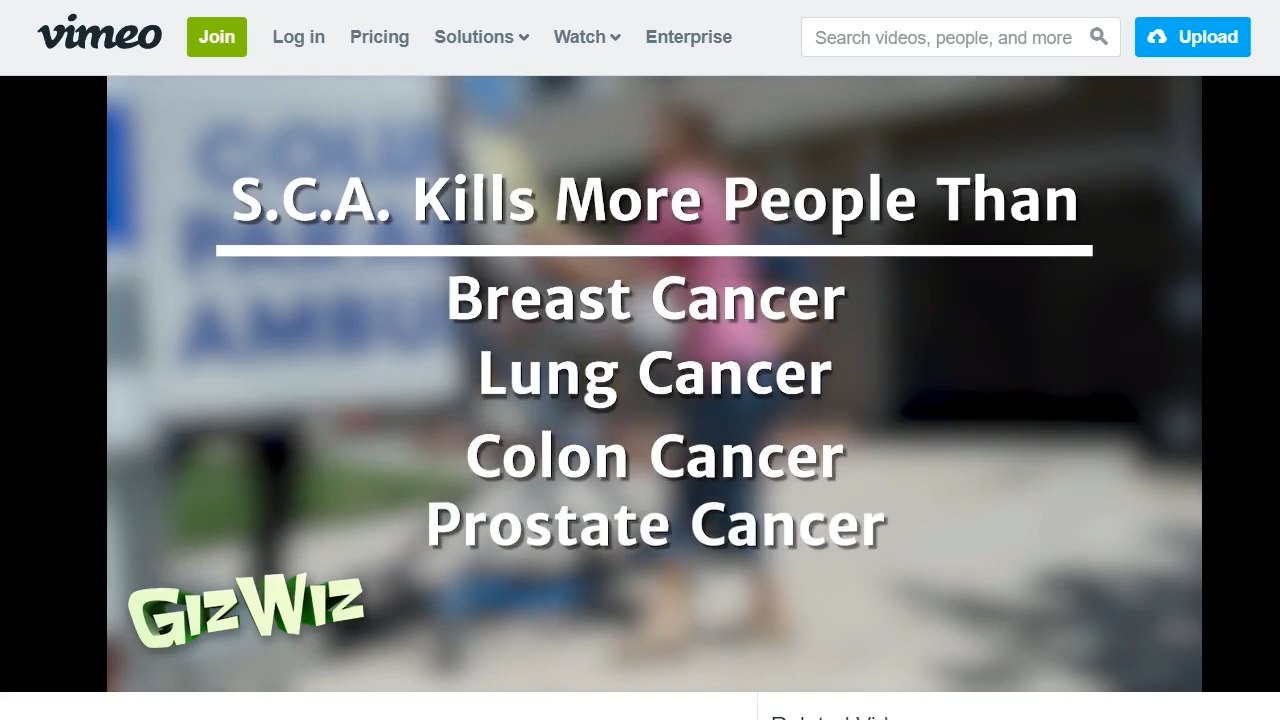 vimeo Join Log in Pricing Solutions Watch Enterprise Search videos, people, and more Upload
S.C.A. Kills More People Than
Breast Cancer
Lung Cancer
Colon Cancer
Prostate Cancer
GizWiz